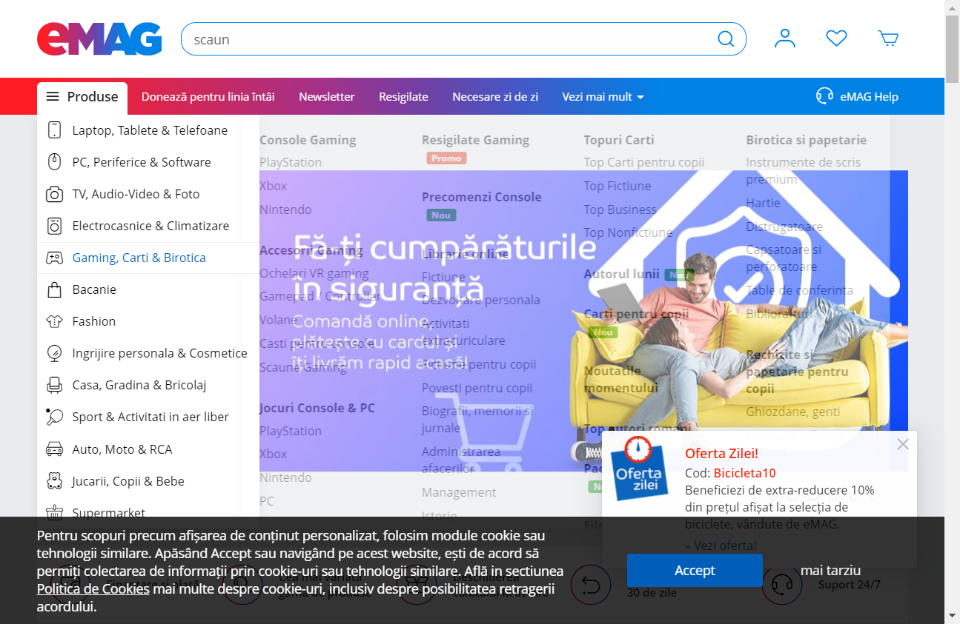 eMAG
scaun
Produse
Donează pentru linia întâi
Newsletter
Resigilate
Necesare zi de zi
Vezi mai mult
eMAG Help
Laptop, Tablete & Telefoane
PC, Periferice & Software
TV, Audio-Video & Foto
Electrocasnice & Climatizare
Gaming, Carti & Birotica
Bacanie
Fashion
Ingrijire personala & Cosmetice
Casa, Gradina & Bricolaj
Sport & Activitati in aer liber
Auto, Moto & RCA
Jucarii, Copii & Bebe
Supermarket
Console Gaming
PlayStation
Xbox
Nintendo
Accesorii Gaming
Ochelari VR gaming
Gamepad / Controller
Volane
Scaune Gaming
Jocuri Console & PC
PlayStation
Xbox
Nintendo
PC
Resigilate Gaming
Promo
Precomenzi Console
Nou
Librarie online
Fictiune
Dezvoltare personala
Activitati
extracurriculare
Povesti pentru copii
Biografii, memorii si
jurnale
Administrarea
afacerilor
Management
Istorie
Topuri Carti
Top Carti pentru copii
Top Fictiune
Top Business
Top Nonfictiune
Autorul lunii Nou
Carti pentru copii
Nou
Noutatile
momentului
Birotica si papetarie
Instrumente de scris
premium
Hartie
Distrugatoare
Capsatoare si
perforatoare
Table de conferinta
Rechizite si
papetarie pentru
copii
Ghiozdane, genti
Fă-ți cumpărăturile
în siguranță
Comandă online,
plătește cu cardul și
îți livrăm rapid acasă!
Oferta
zilei
Oferta Zilei!
Cod: Bicicleta10
Beneficiezi de extra-reducere 10%
din prețul afișat la selecția de
biciclete, vândute de eMAG.
» Vezi oferta!
Pentru scopuri precum afișarea de conținut personalizat, folosim module cookie sau
tehnologii similare. Apăsând Accept sau navigând pe acest website, ești de acord să
permiți colectarea de informații prin cookie-uri sau tehnologii similare. Află in sectiunea
Politica de Cookies mai multe despre cookie-uri, inclusiv despre posibilitatea retragerii
acordului.
Accept
mai tarziu
30 de zile
Suport 24/7